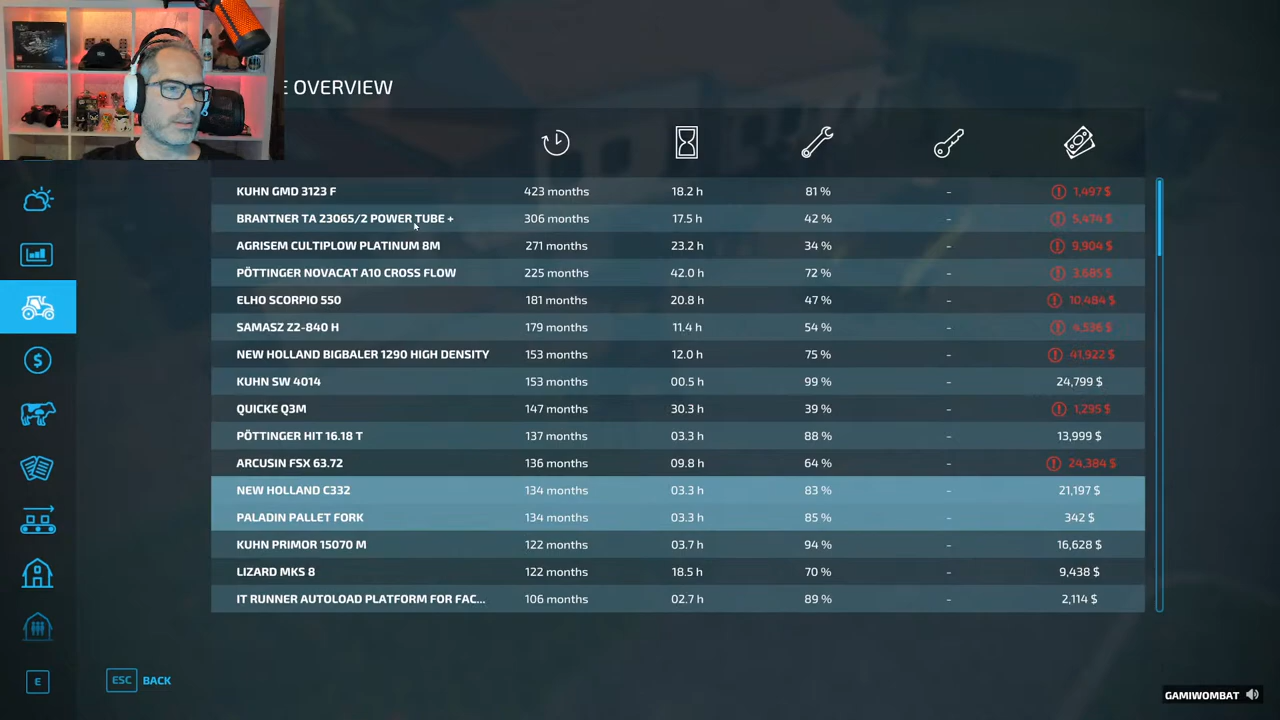 E OVERVIEW
KUHN GMD 3123 F 423 months 18.2 h 81 % - 1,497 $
BRANTNER TA 23065/2 POWER TUBE + 306 months 17.5 h 42 % - 5,474 $
AGRISEM CULTIPLOW PLATINUM 8M 271 months 23.2 h 34 % - 9,904 $
PÖTTINGER NOVACAT A10 CROSS FLOW 225 months 42.0 h 72 % - 3,685 $
ELHO SCORPIO 550 181 months 20.8 h 47 % - 10,484 $
SAMASZ Z2-840 H 179 months 11.4 h 54 % - 4,536 $
NEW HOLLAND BIGBALER 1290 HIGH DENSITY 153 months 12.0 h 75 % - 41,922 $
KUHN SW 4014 153 months 00.5 h 99 % - 24,799 $
QUICKE Q3M 147 months 30.3 h 39 % - 1,295 $
PÖTTINGER HIT 16.18 T 137 months 03.3 h 88 % - 13,999 $
ARCUSIN FSX 63.72 136 months 09.8 h 64 % - 24,384 $
NEW HOLLAND C332 134 months 03.3 h 83 % - 21,197 $
PALADIN PALLET FORK 134 months 03.3 h 85 % - 342 $
KUHN PRIMOR 15070 M 122 months 03.7 h 94 % - 16,628 $
LIZARD MKS 8 122 months 18.5 h 70 % - 9,438 $
IT RUNNER AUTOLOAD PLATFORM FOR FAC... 106 months 02.7 h 89 % - 2,114 $
E
ESC BACK
GAMIWOMBAT